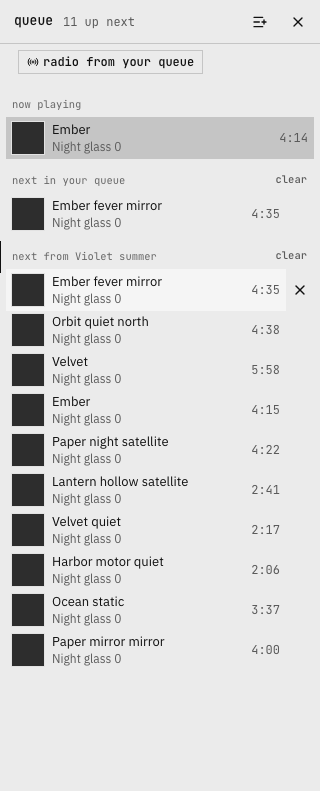 queue 11 up next
radio from your queue
now playing
Ember
Night glass 0
4:14
next in your queue clear
Ember fever mirror
Night glass 0
4:35
next from Violet summer clear
Ember fever mirror
Night glass 0
4:35
Orbit quiet north
Night glass 0
4:38
Velvet
Night glass 0
5:58
Ember
Night glass 0
4:15
Paper night satellite
Night glass 0
4:22
Lantern hollow satellite
Night glass 0
2:41
Velvet quiet
Night glass 0
2:17
Harbor motor quiet
Night glass 0
2:06
Ocean static
Night glass 0
3:37
Paper mirror mirror
Night glass 0
4:00